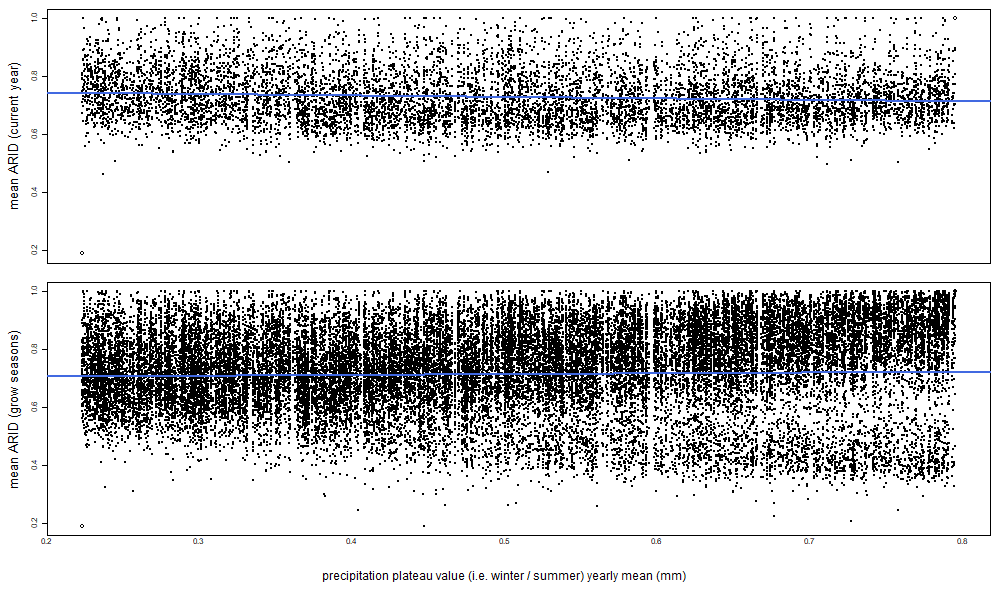 mean ARID (current year)
1.0
0.8
0.6
0.4
0.2
mean ARID (grow seasons)
1.0
0.8
0.6
0.4
0.2
0.2 0.3 0.4 0.5 0.6 0.7 0.8
precipitation plateau value (i.e. winter / summer) yearly mean (mm)